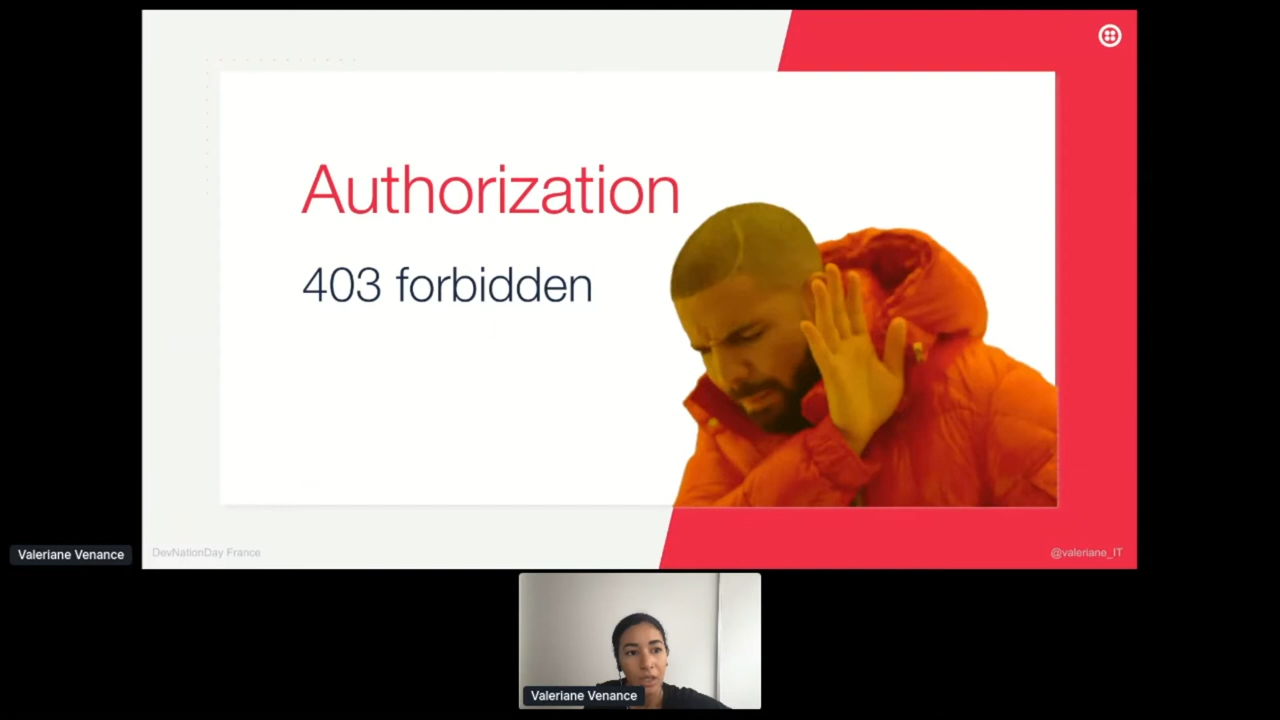 Authorization
403 forbidden
DevNationDay France
@valeriane_IT
Valeriane Venance
Valeriane Venance